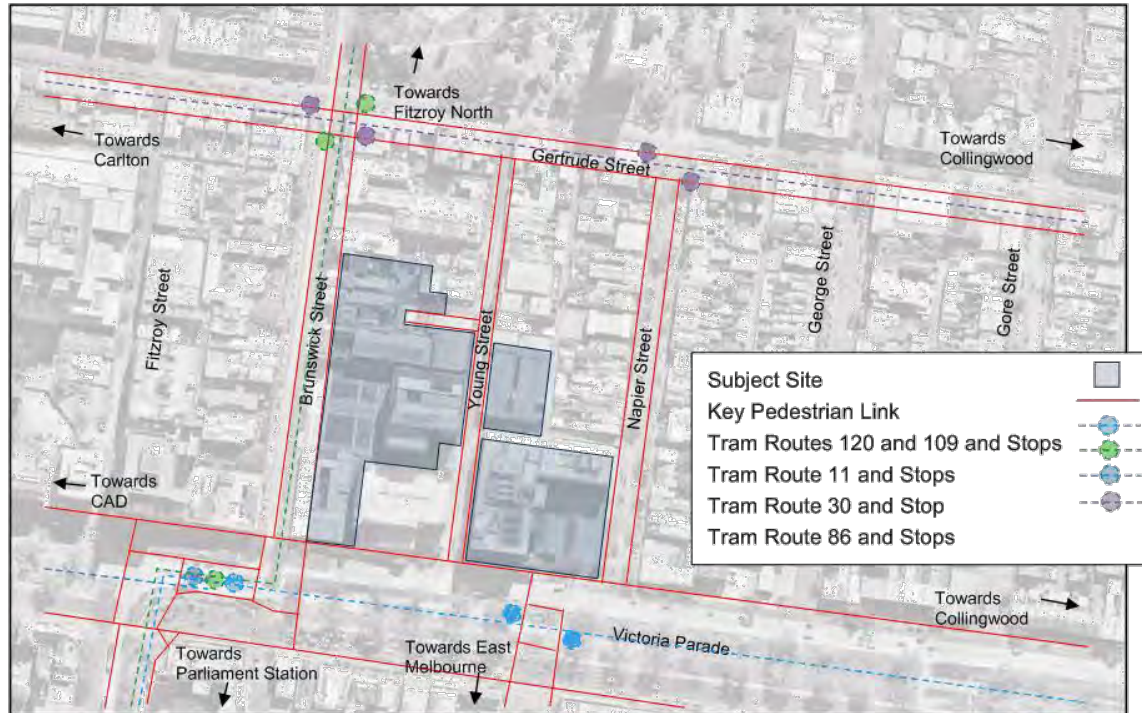 Towards
Fitzroy North
Towards
Carlton
Towards
Collingwood
Gertrude Street
Fitzroy Street
Brunswick Street
Young Street
Napier Street
George Street
Gore Street
Subject Site
Key Pedestrian Link
Tram Routes 120 and 109 and Stops
Tram Route 11 and Stops
Tram Route 30 and Stop
Tram Route 86 and Stops
Towards
CAD
Towards
Collingwood
Victoria Parade
Towards
Parliament Station
Towards East
Melbourne